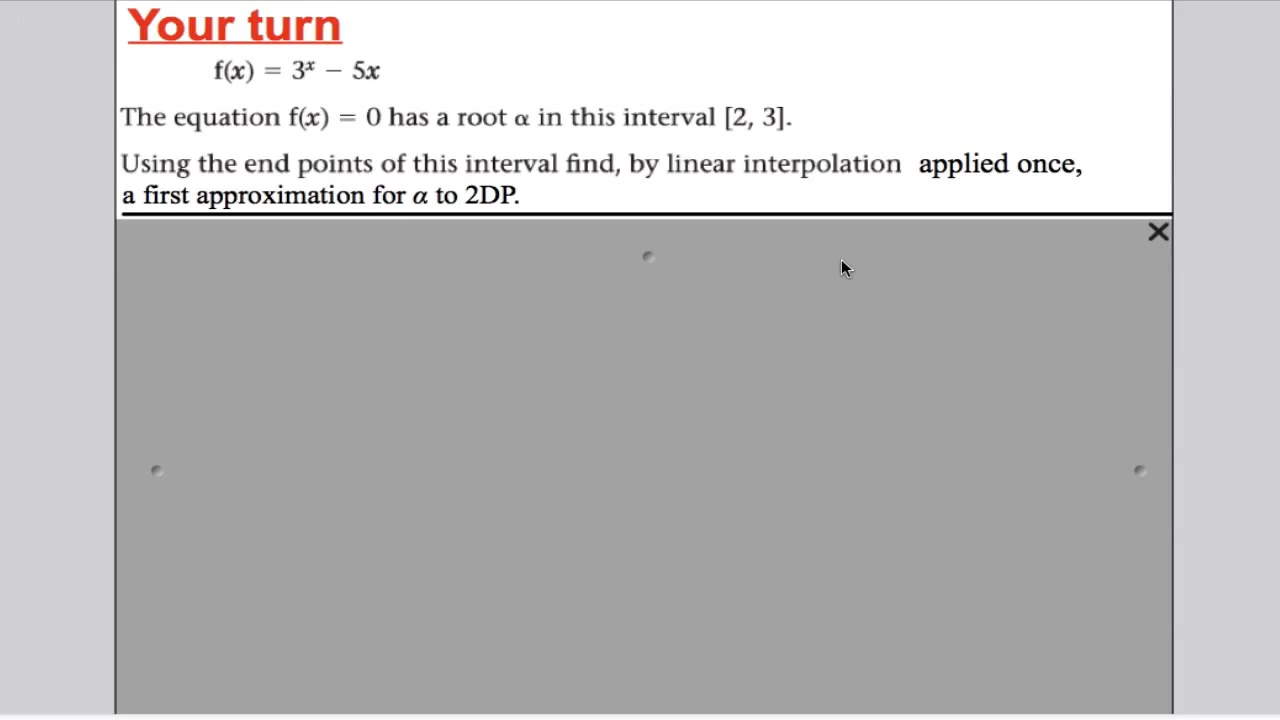 Your turn
f(x) = 3ˣ − 5x
The equation f(x) = 0 has a root α in this interval [2, 3].
Using the end points of this interval find, by linear interpolation applied once,
a first approximation for α to 2DP.